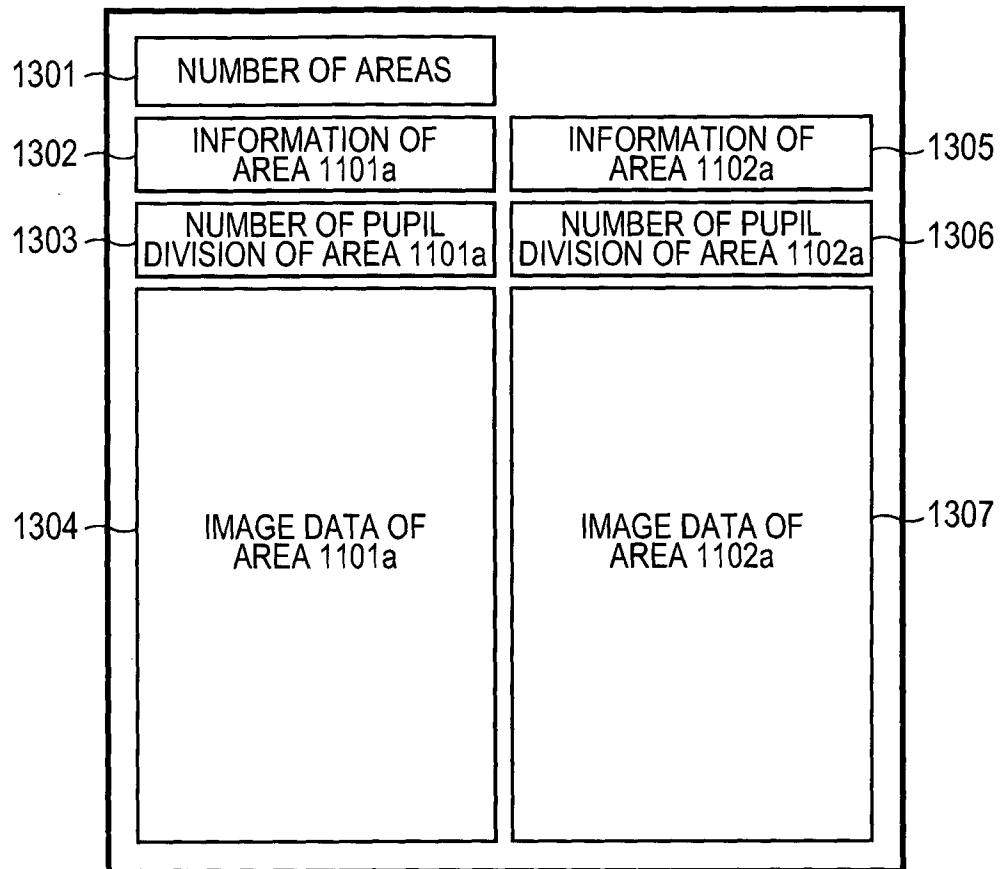 1301
NUMBER OF AREAS
1302
INFORMATION OF
AREA 1101a
INFORMATION OF
AREA 1102a
1305
1303
NUMBER OF PUPIL
DIVISION OF AREA 1101a
NUMBER OF PUPIL
DIVISION OF AREA 1102a
1306
1304
IMAGE DATA OF
AREA 1101a
IMAGE DATA OF
AREA 1102a
1307